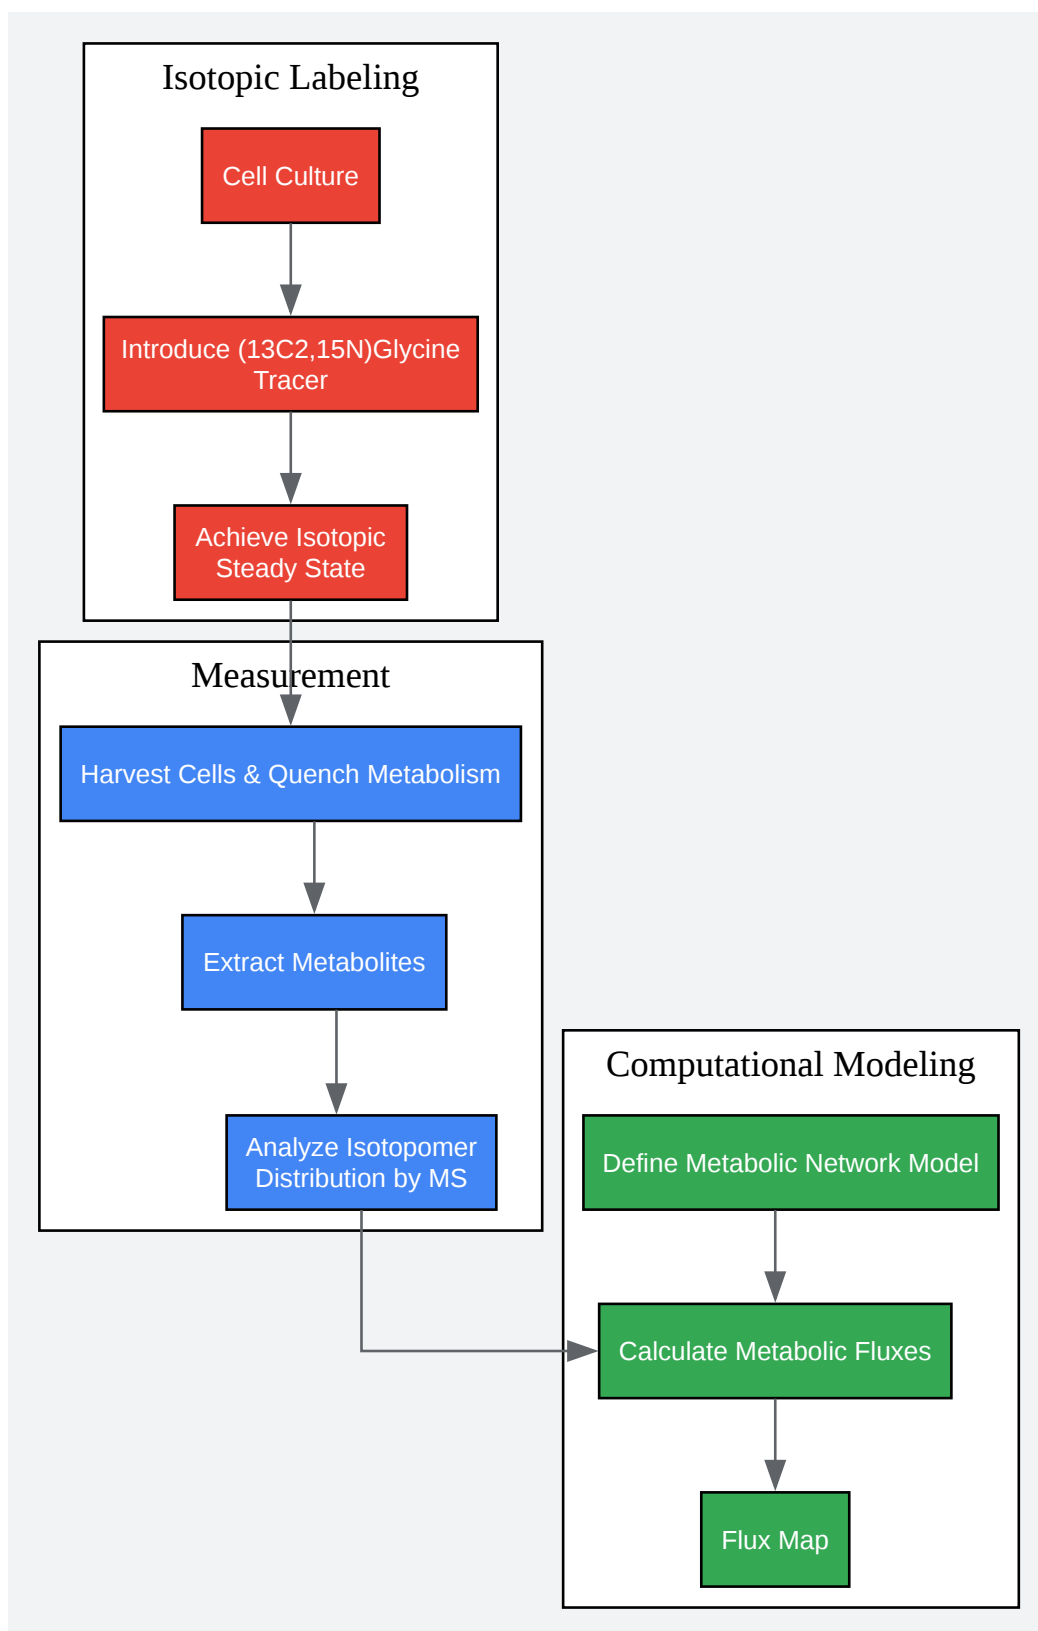 Isotopic Labeling
Cell Culture
Introduce (13C2,15N)Glycine
Tracer
Achieve Isotopic
Steady State
Measurement
Harvest Cells & Quench Metabolism
Extract Metabolites
Analyze Isotopomer
Distribution by MS
Computational Modeling
Define Metabolic Network Model
Calculate Metabolic Fluxes
Flux Map